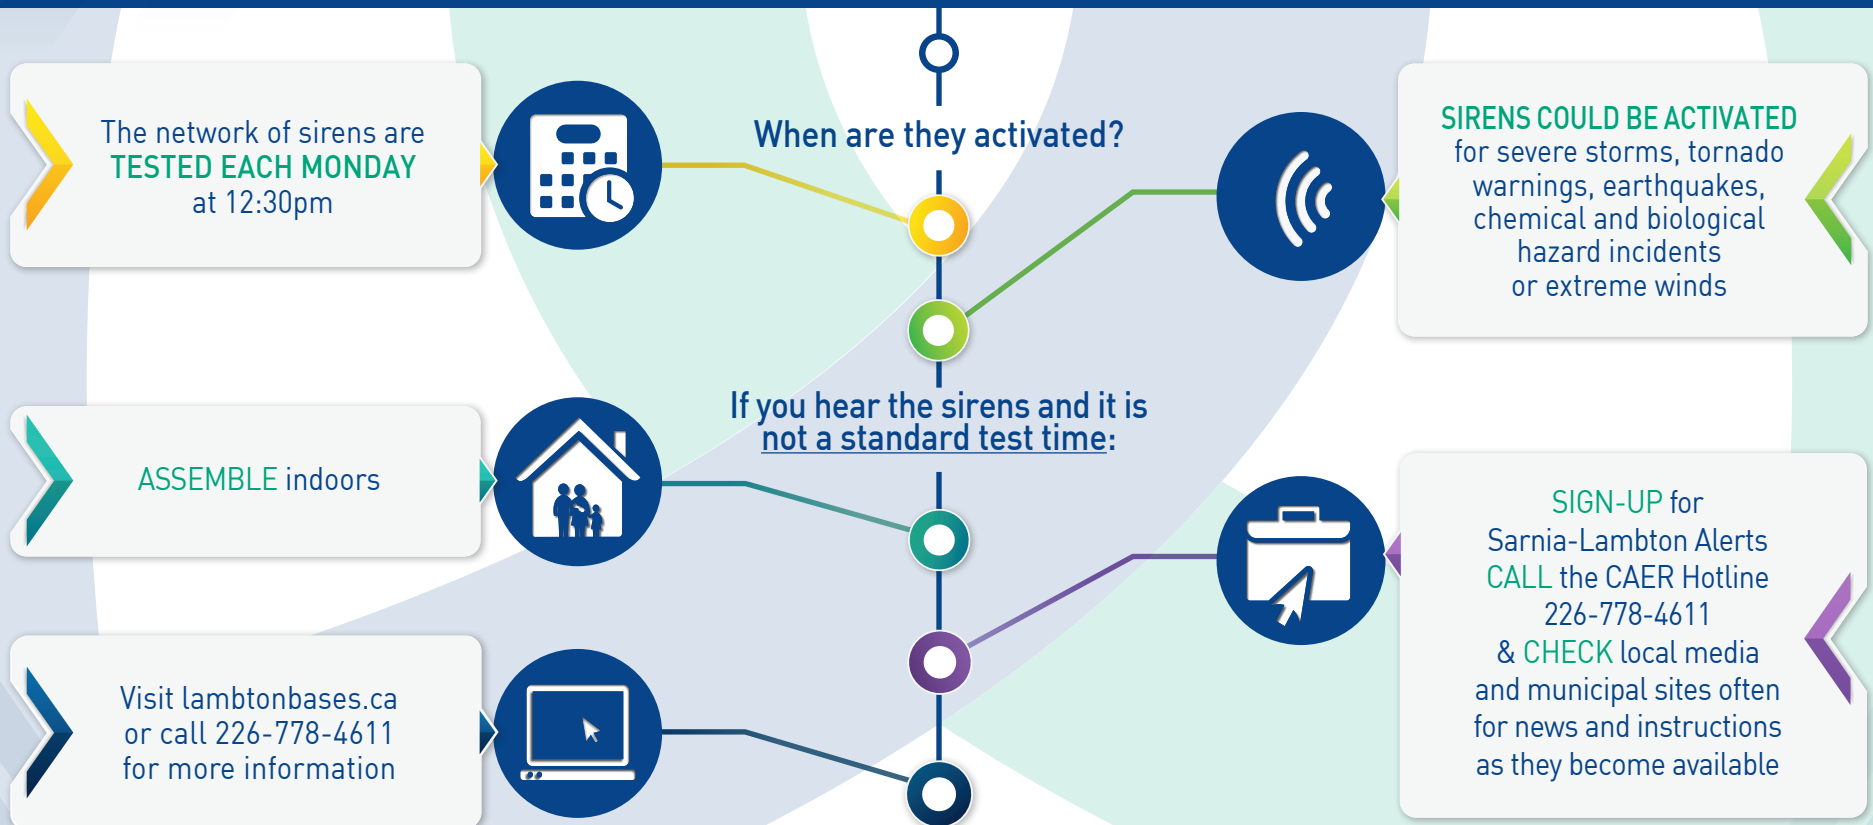 When are they activated?
The network of sirens are
TESTED EACH MONDAY
at 12:30pm
SIRENS COULD BE ACTIVATED
for severe storms, tornado
warnings, earthquakes,
chemical and biological
hazard incidents
or extreme winds
If you hear the sirens and it is
not a standard test time:
ASSEMBLE indoors
SIGN-UP for
Sarnia-Lambton Alerts
CALL the CAER Hotline
226-778-4611
& CHECK local media
and municipal sites often
for news and instructions
as they become available
Visit lambtonbases.ca
or call 226-778-4611
for more information